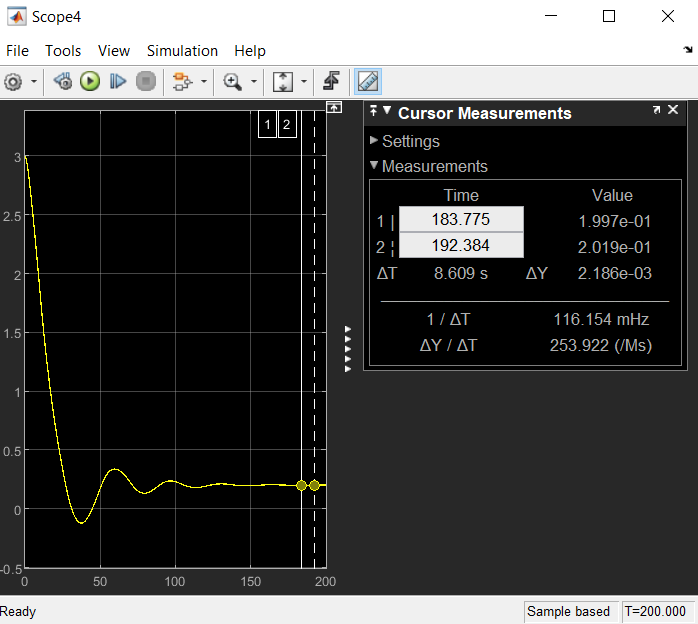 Scope4
File Tools View Simulation Help
1 2
3
2.5
2
1.5
1
0.5
0
-0.5
0 50 100 150 200
Cursor Measurements
Settings
Measurements
Time Value
1 | 183.775 1.997e-01
2 ¦ 192.384 2.019e-01
ΔT 8.609 s ΔY 2.186e-03
1 / ΔT 116.154 mHz
ΔY / ΔT 253.922 (/Ms)
Ready Sample based T=200.000